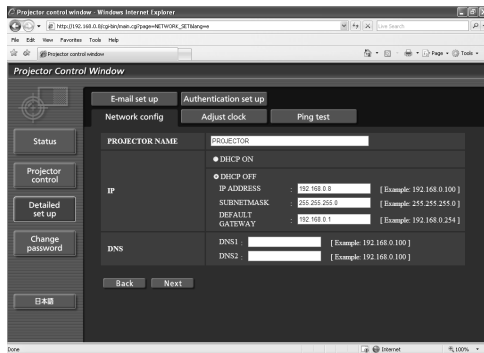 Projector control window - Windows Internet Explorer
http://192.168.0.8/cgi-bin/main.cgi?page=NETWORK_SET&lang=e
Live Search
File Edit View Favorites Tools Help
Projector control window
Page Tools
Projector Control Window
E-mail set up Authentication set up
Network config Adjust clock Ping test
Status
Projector control
Detailed set up
Change password
日本語
PROJECTOR NAME PROJECTOR
DHCP ON
DHCP OFF
IP
IP ADDRESS : 192.168.0.8 [ Example: 192.168.0.100 ]
SUBNETMASK : 255.255.255.0 [ Example: 255.255.255.0 ]
DEFAULT GATEWAY : 192.168.0.1 [ Example: 192.168.0.254 ]
DNS
DNS1 : [ Example: 192.168.0.100 ]
DNS2 : [ Example: 192.168.0.100 ]
Back Next
Done Internet 100%